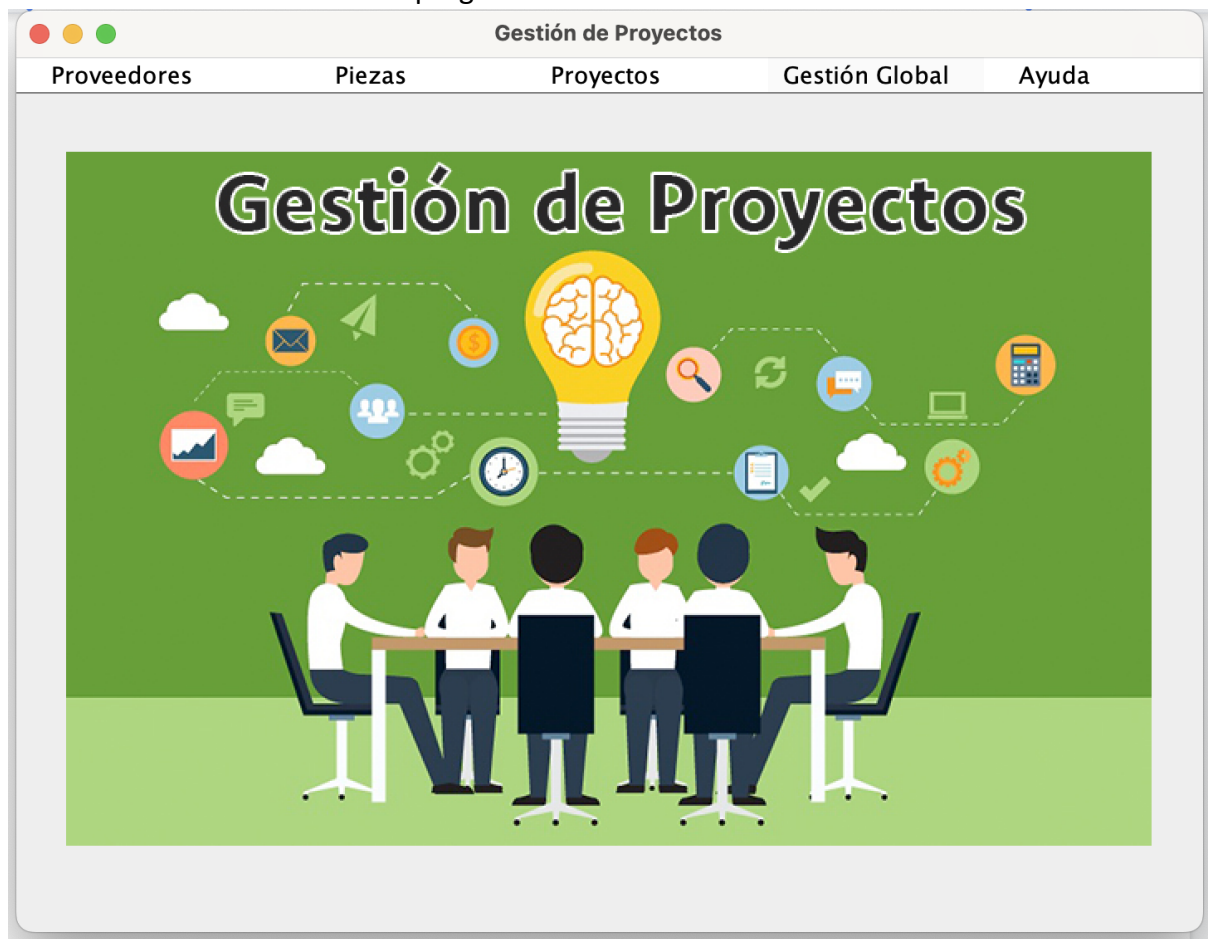 Gestión de Proyectos
Proveedores Piezas Proyectos Gestión Global Ayuda
Gestión de Proyectos